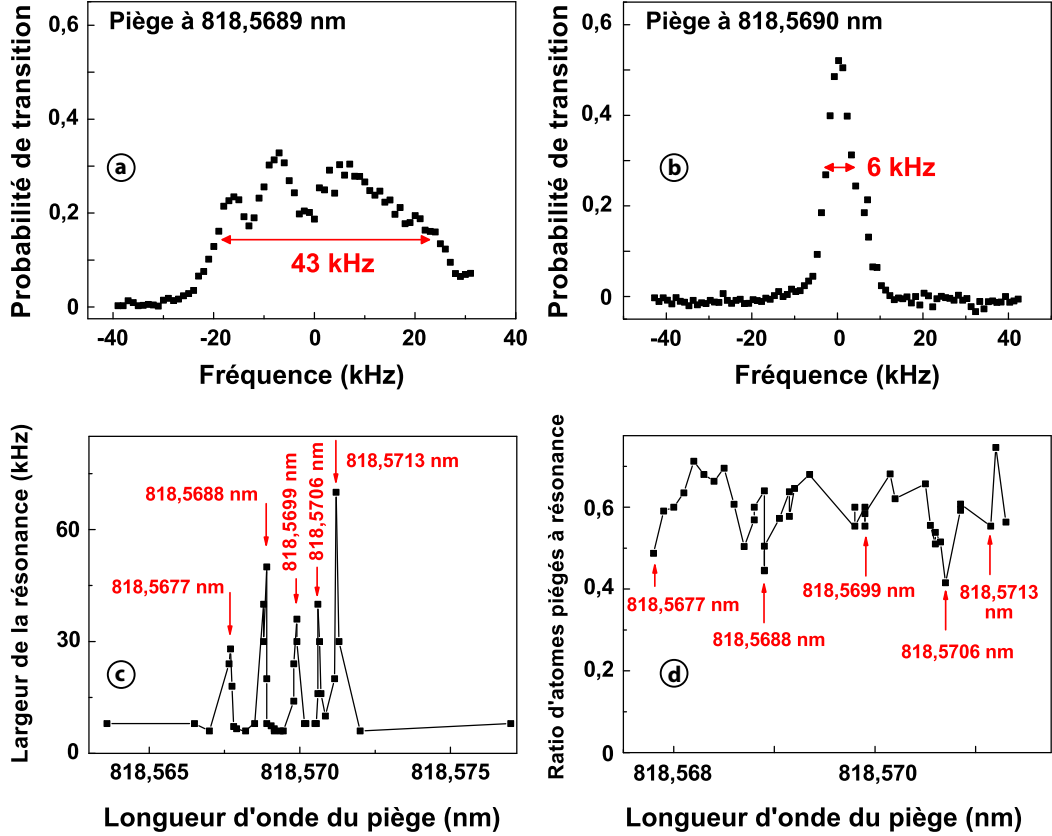 Piège à 818,5689 nm
Probabilité de transition
0,6
0,4
0,2
0
a
43 kHz
-40
-20
0
20
40
Fréquence (kHz)
Piège à 818,5690 nm
Probabilité de transition
0,6
0,4
0,2
0
b
6 kHz
-40
-20
0
20
40
Fréquence (kHz)
Largeur de la résonance (kHz)
60
30
0
c
818,5677 nm
818,5688 nm
818,5699 nm
818,5706 nm
818,5713 nm
818,565
818,570
818,575
Longueur d'onde du piège (nm)
Ratio d'atomes piégés à résonance
0,6
0,4
0,2
0
d
818,5677 nm
818,5688 nm
818,5699 nm
818,5706 nm
818,5713
nm
818,568
818,570
Longueur d'onde du piège (nm)